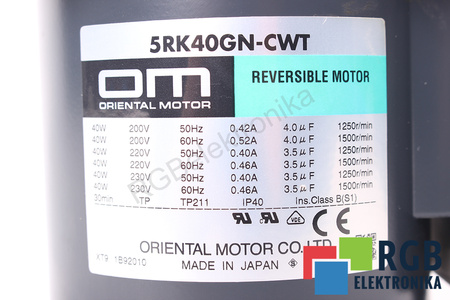 5RK40GN-CWT
om
ORIENTAL MOTOR
REVERSIBLE MOTOR
40W 200V 50Hz 0.42A 4.0μF 1250r/min
40W 200V 60Hz 0.52A 4.0μF 1500r/min
40W 220V 50Hz 0.40A 3.5μF 1250r/min
40W 220V 60Hz 0.46A 3.5μF 1500r/min
40W 230V 50Hz 0.40A 3.5μF 1250r/min
40W 230V 60Hz 0.46A 3.5μF 1500r/min
30min TP TP211 IP40 Ins.Class B(S1)
ORIENTAL MOTOR CO.,LTD.
XT9 1B92010 MADE IN JAPAN
RGB Elektronika
RGB
ELEKTRONIKA